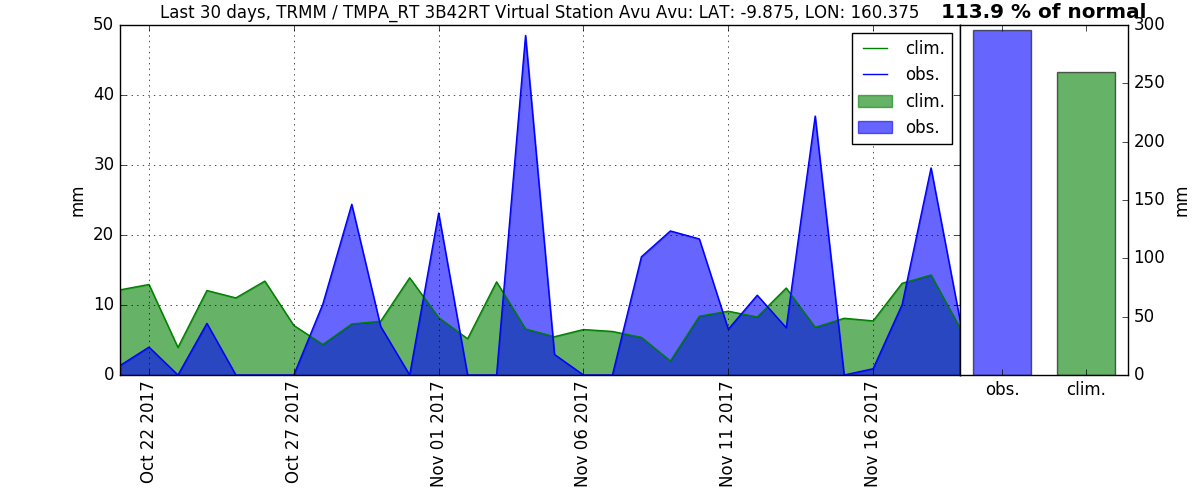 Last 30 days, TRMM / TMPA_RT 3B42RT Virtual Station Avu Avu: LAT: -9.875, LON: 160.375
113.9 % of normal
50
40
30
20
10
0
mm
clim.
obs.
clim.
obs.
Oct 22 2017
Oct 27 2017
Nov 01 2017
Nov 06 2017
Nov 11 2017
Nov 16 2017
300
250
200
150
100
50
0
mm
obs.
clim.